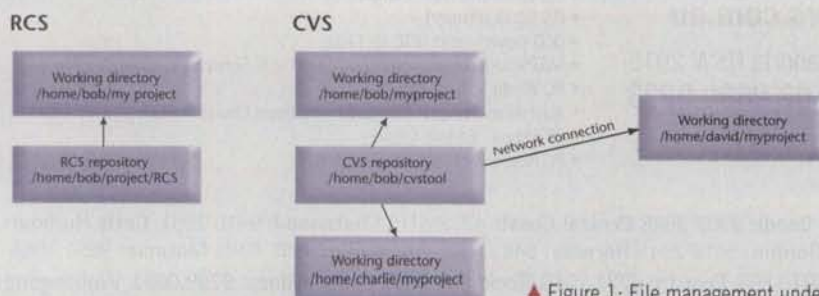 RCS
CVS
Working directory
/home/bob/my project
RCS repository
/home/bob/project/RCS
Working directory
/home/bob/myproject
CVS repository
/home/bob/cvstool
Working directory
/home/charlie/myproject
Network connection
Working directory
/home/david/myproject
Figure 1: File management unde